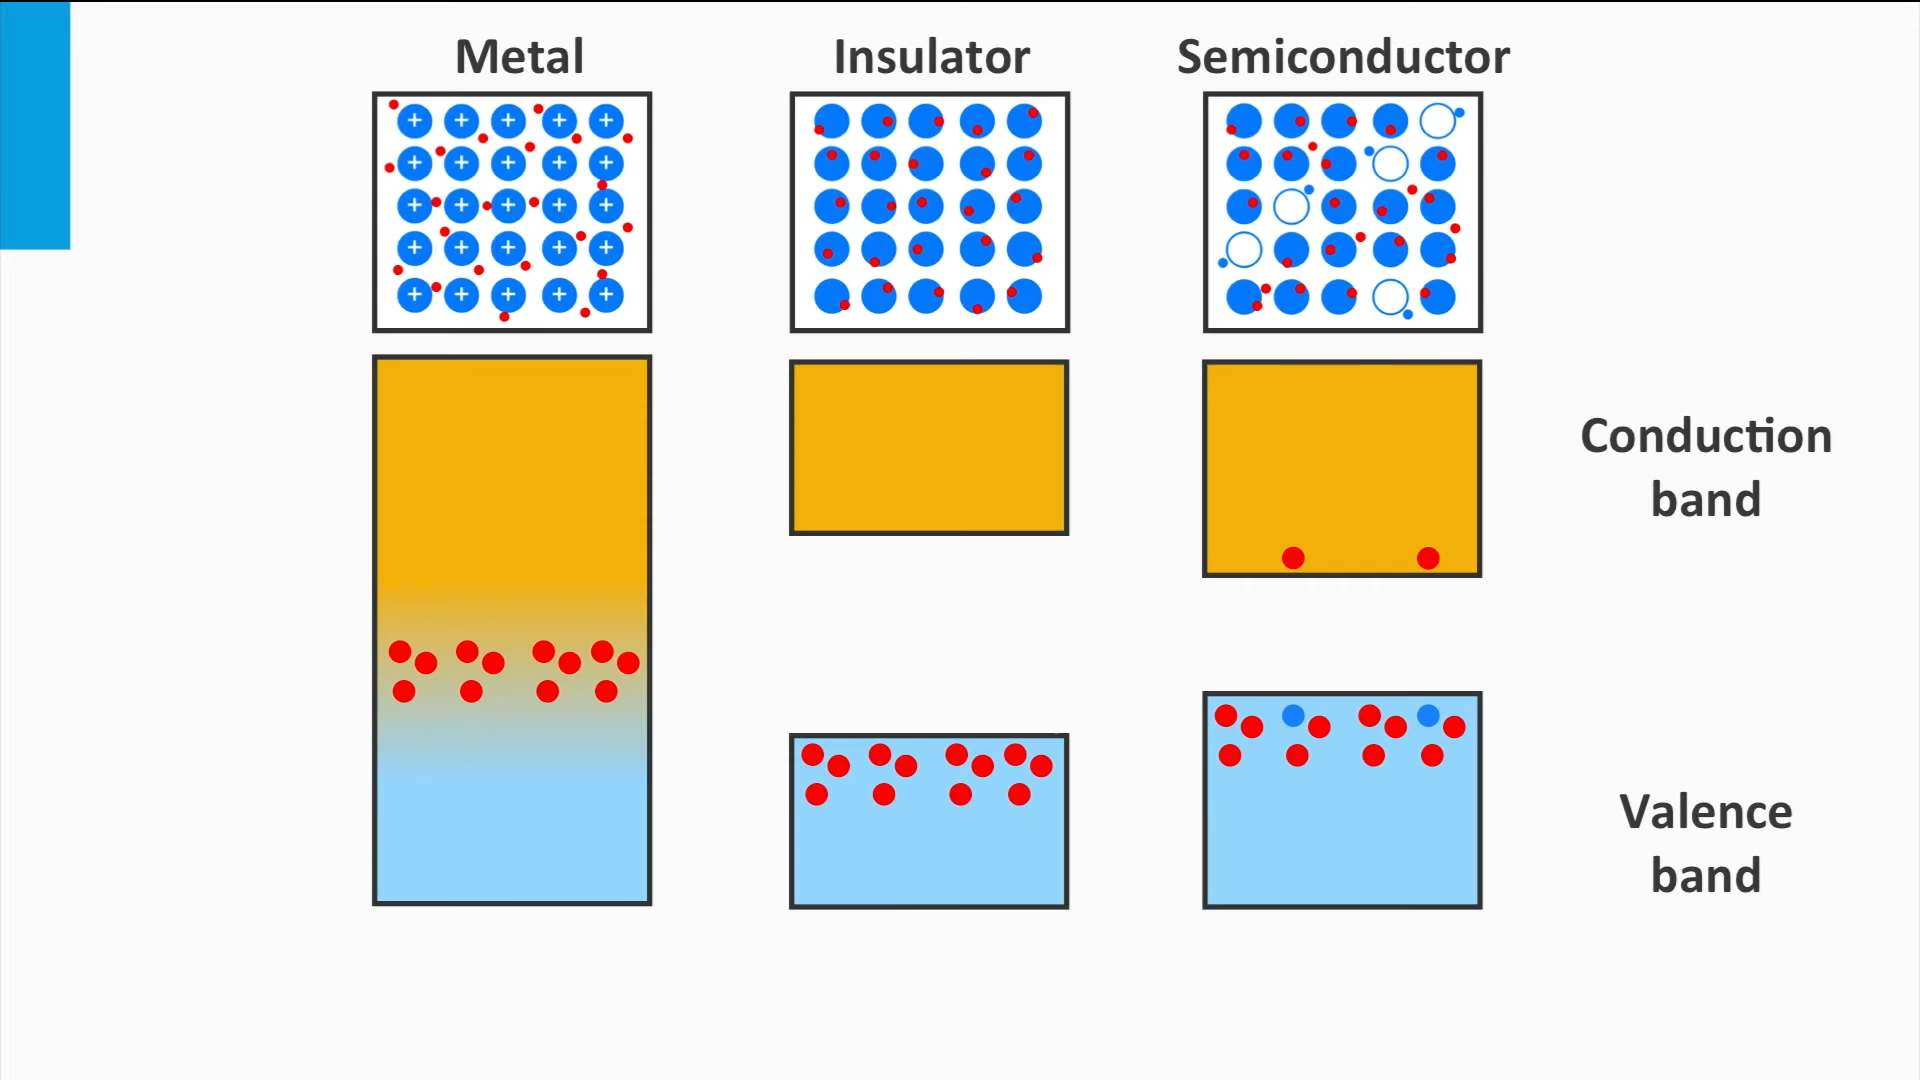 Metal
Insulator
Semiconductor
+ + + + +
+ + + + +
+ + + + +
+ + + + +
+ + + + +
Conduction
band
Valence
band